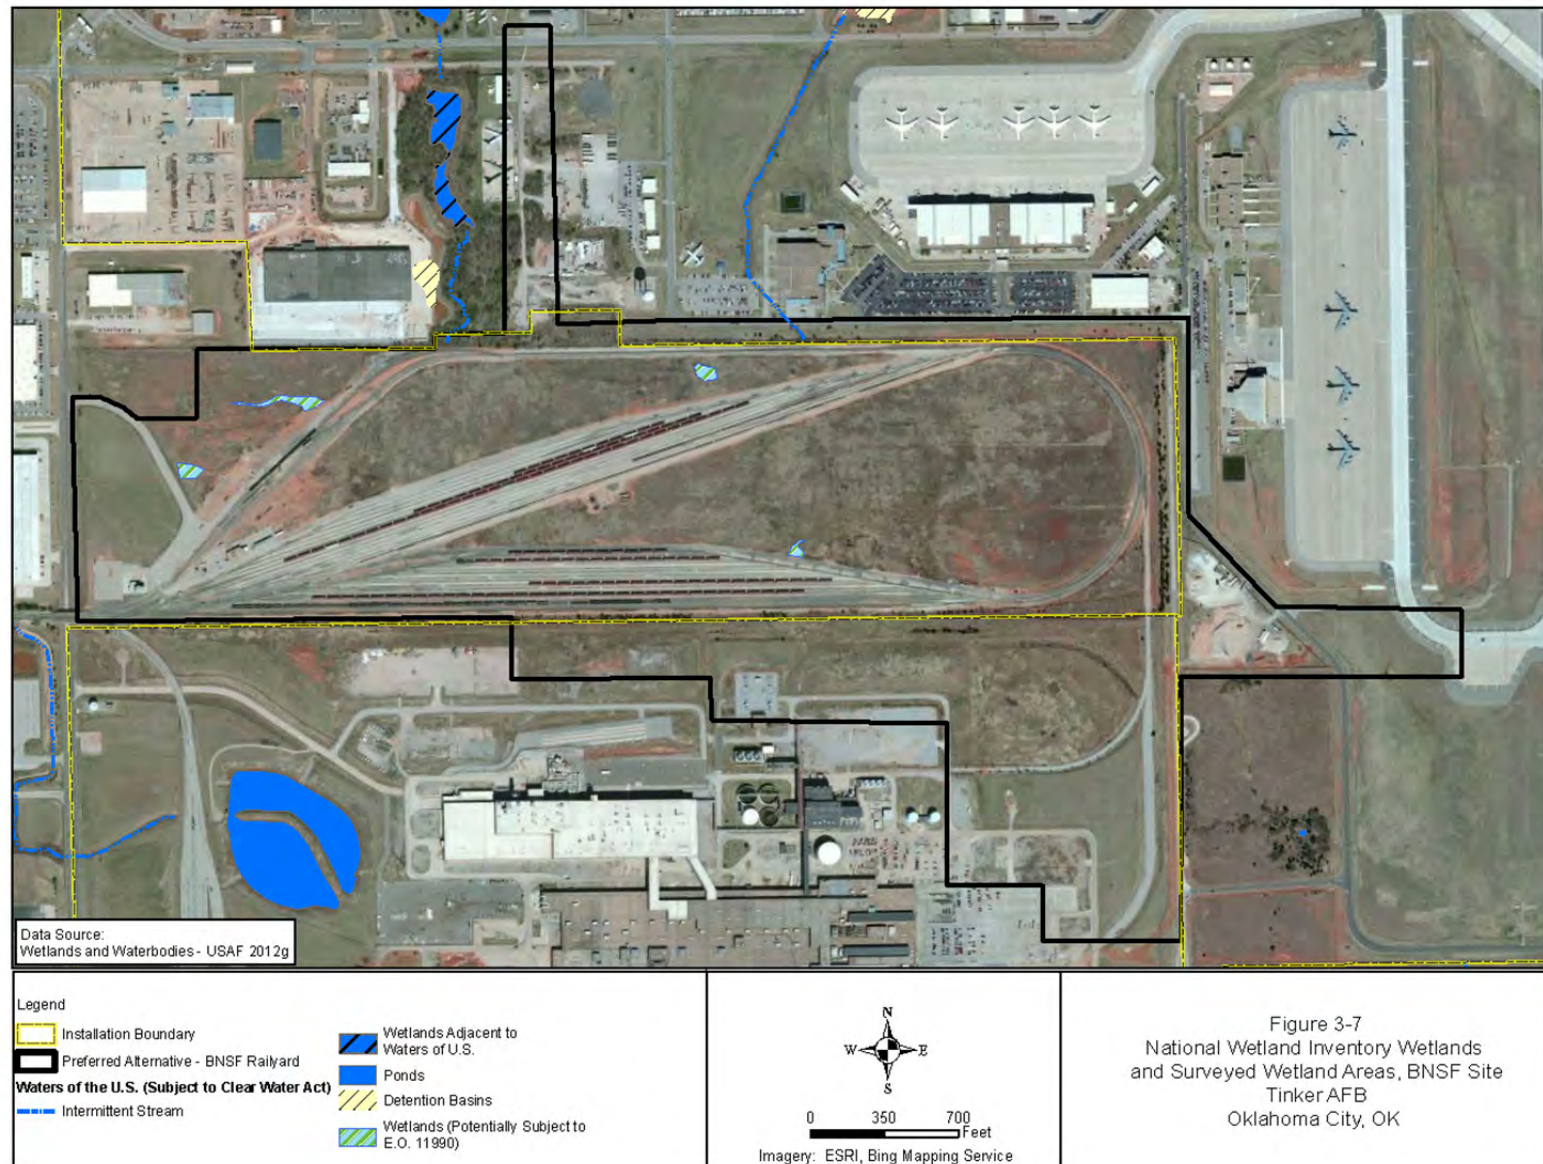 Data Source:
Wetlands and Waterbodies - USAF 2012g
Legend
Installation Boundary
Preferred Alternative - BNSF Railyard
Waters of the U.S. (Subject to Clear Water Act)
Intermittent Stream
Wetlands Adjacent to
Waters of U.S.
Ponds
Detention Basins
Wetlands (Potentially Subject to
E.O. 11990)
N
W
E
S
0 350 700
Feet
Imagery: ESRI, Bing Mapping Service
Figure 3-7
National Wetland Inventory Wetlands
and Surveyed Wetland Areas, BNSF Site
Tinker AFB
Oklahoma City, OK